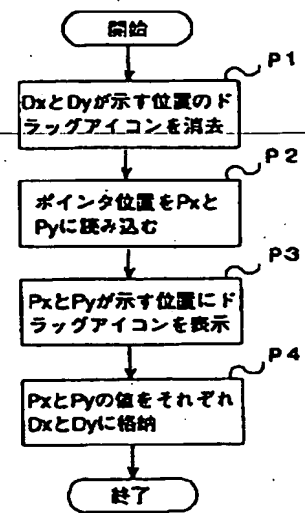 開始
P1
DxとDyが示す位置のド
ラッグアイコンを消去
P2
ポインタ位置をPxと
Pyに読み込む
P3
PxとPyが示す位置にド
ラッグアイコンを表示
P4
PxとPyの値をそれぞれ
DxとDyに格納
終了